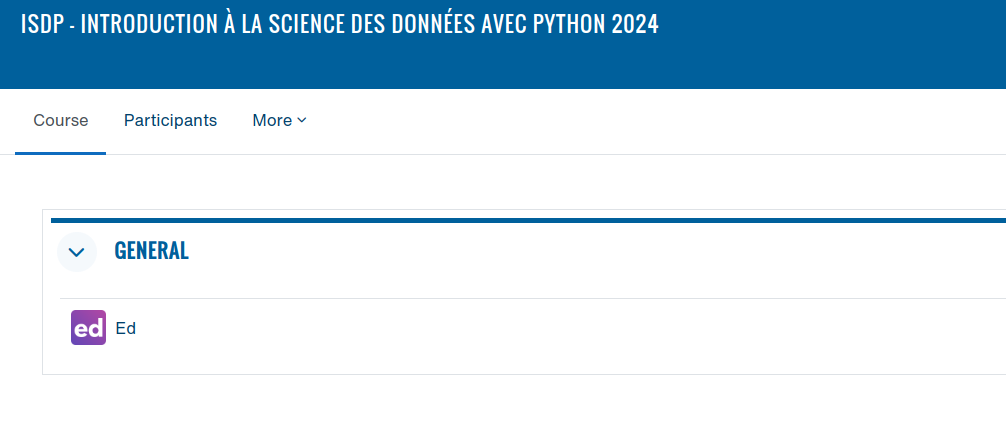 ISDP - INTRODUCTION À LA SCIENCE DES DONNÉES AVEC PYTHON 2024
Course Participants More
GENERAL
ed Ed